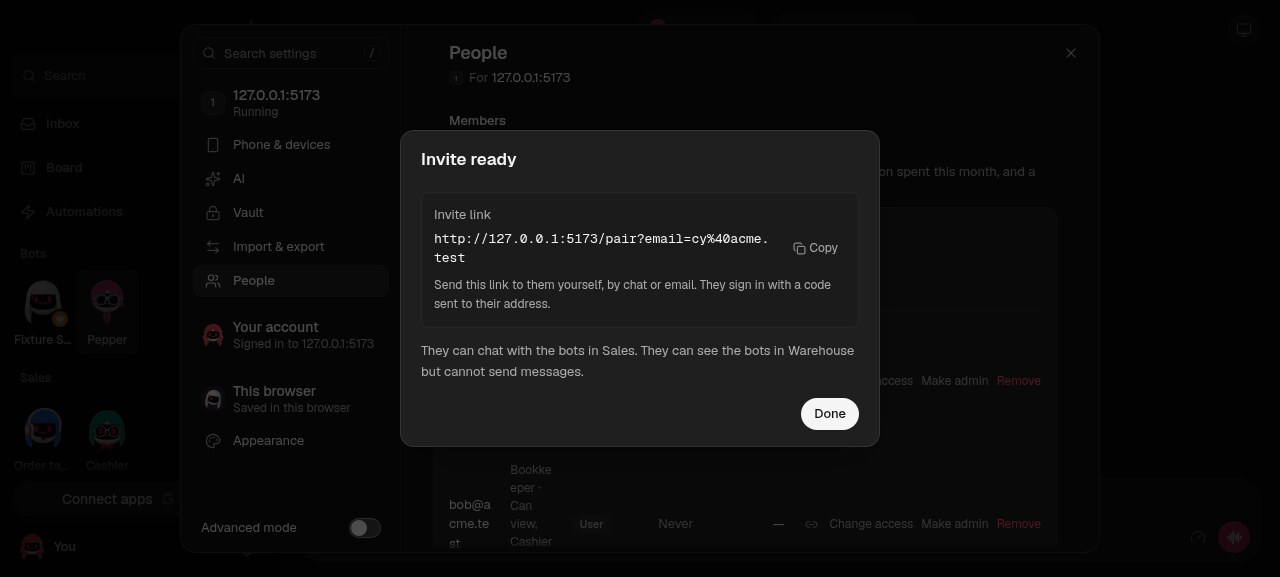 Search settings /
People
1 For 127.0.0.1:5173
Search
1 127.0.0.1:5173
Running
Members
Inbox
Phone & devices
Invite ready
Board
AI
on spent this month, and a
Automations
Vault
Invite link
http://127.0.0.1:5173/pair?email=cy%40acme.
test
Copy
Import & export
Bots
People
Send this link to them yourself, by chat or email. They sign in with a code
sent to their address.
Your account
Signed in to 127.0.0.1:5173
W
Fixture S... Pepper
They can chat with the bots in Sales. They can see the bots in Warehouse
but cannot send messages.
Sales
access Make admin Remove
This browser
Saved in this browser
Done
Appearance
Order ta... Cashier
Bookke
eper ·
Can
view,
Cashier
bob@a
cme.te
st
User Never — Change access Make admin Remove
Connect apps
Advanced mode
You